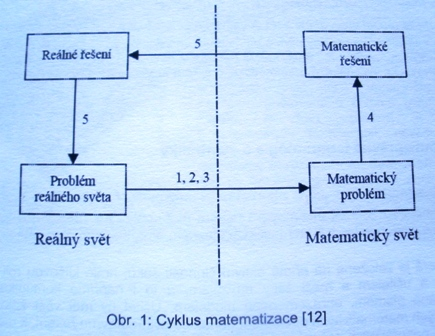 Reálné řešení
5
Matematické
řešení
5
4
Problém
reálného světa
1, 2, 3
Matematický
problém
Reálný svět
Matematický svět
Obr. 1: Cyklus matematizace [12]